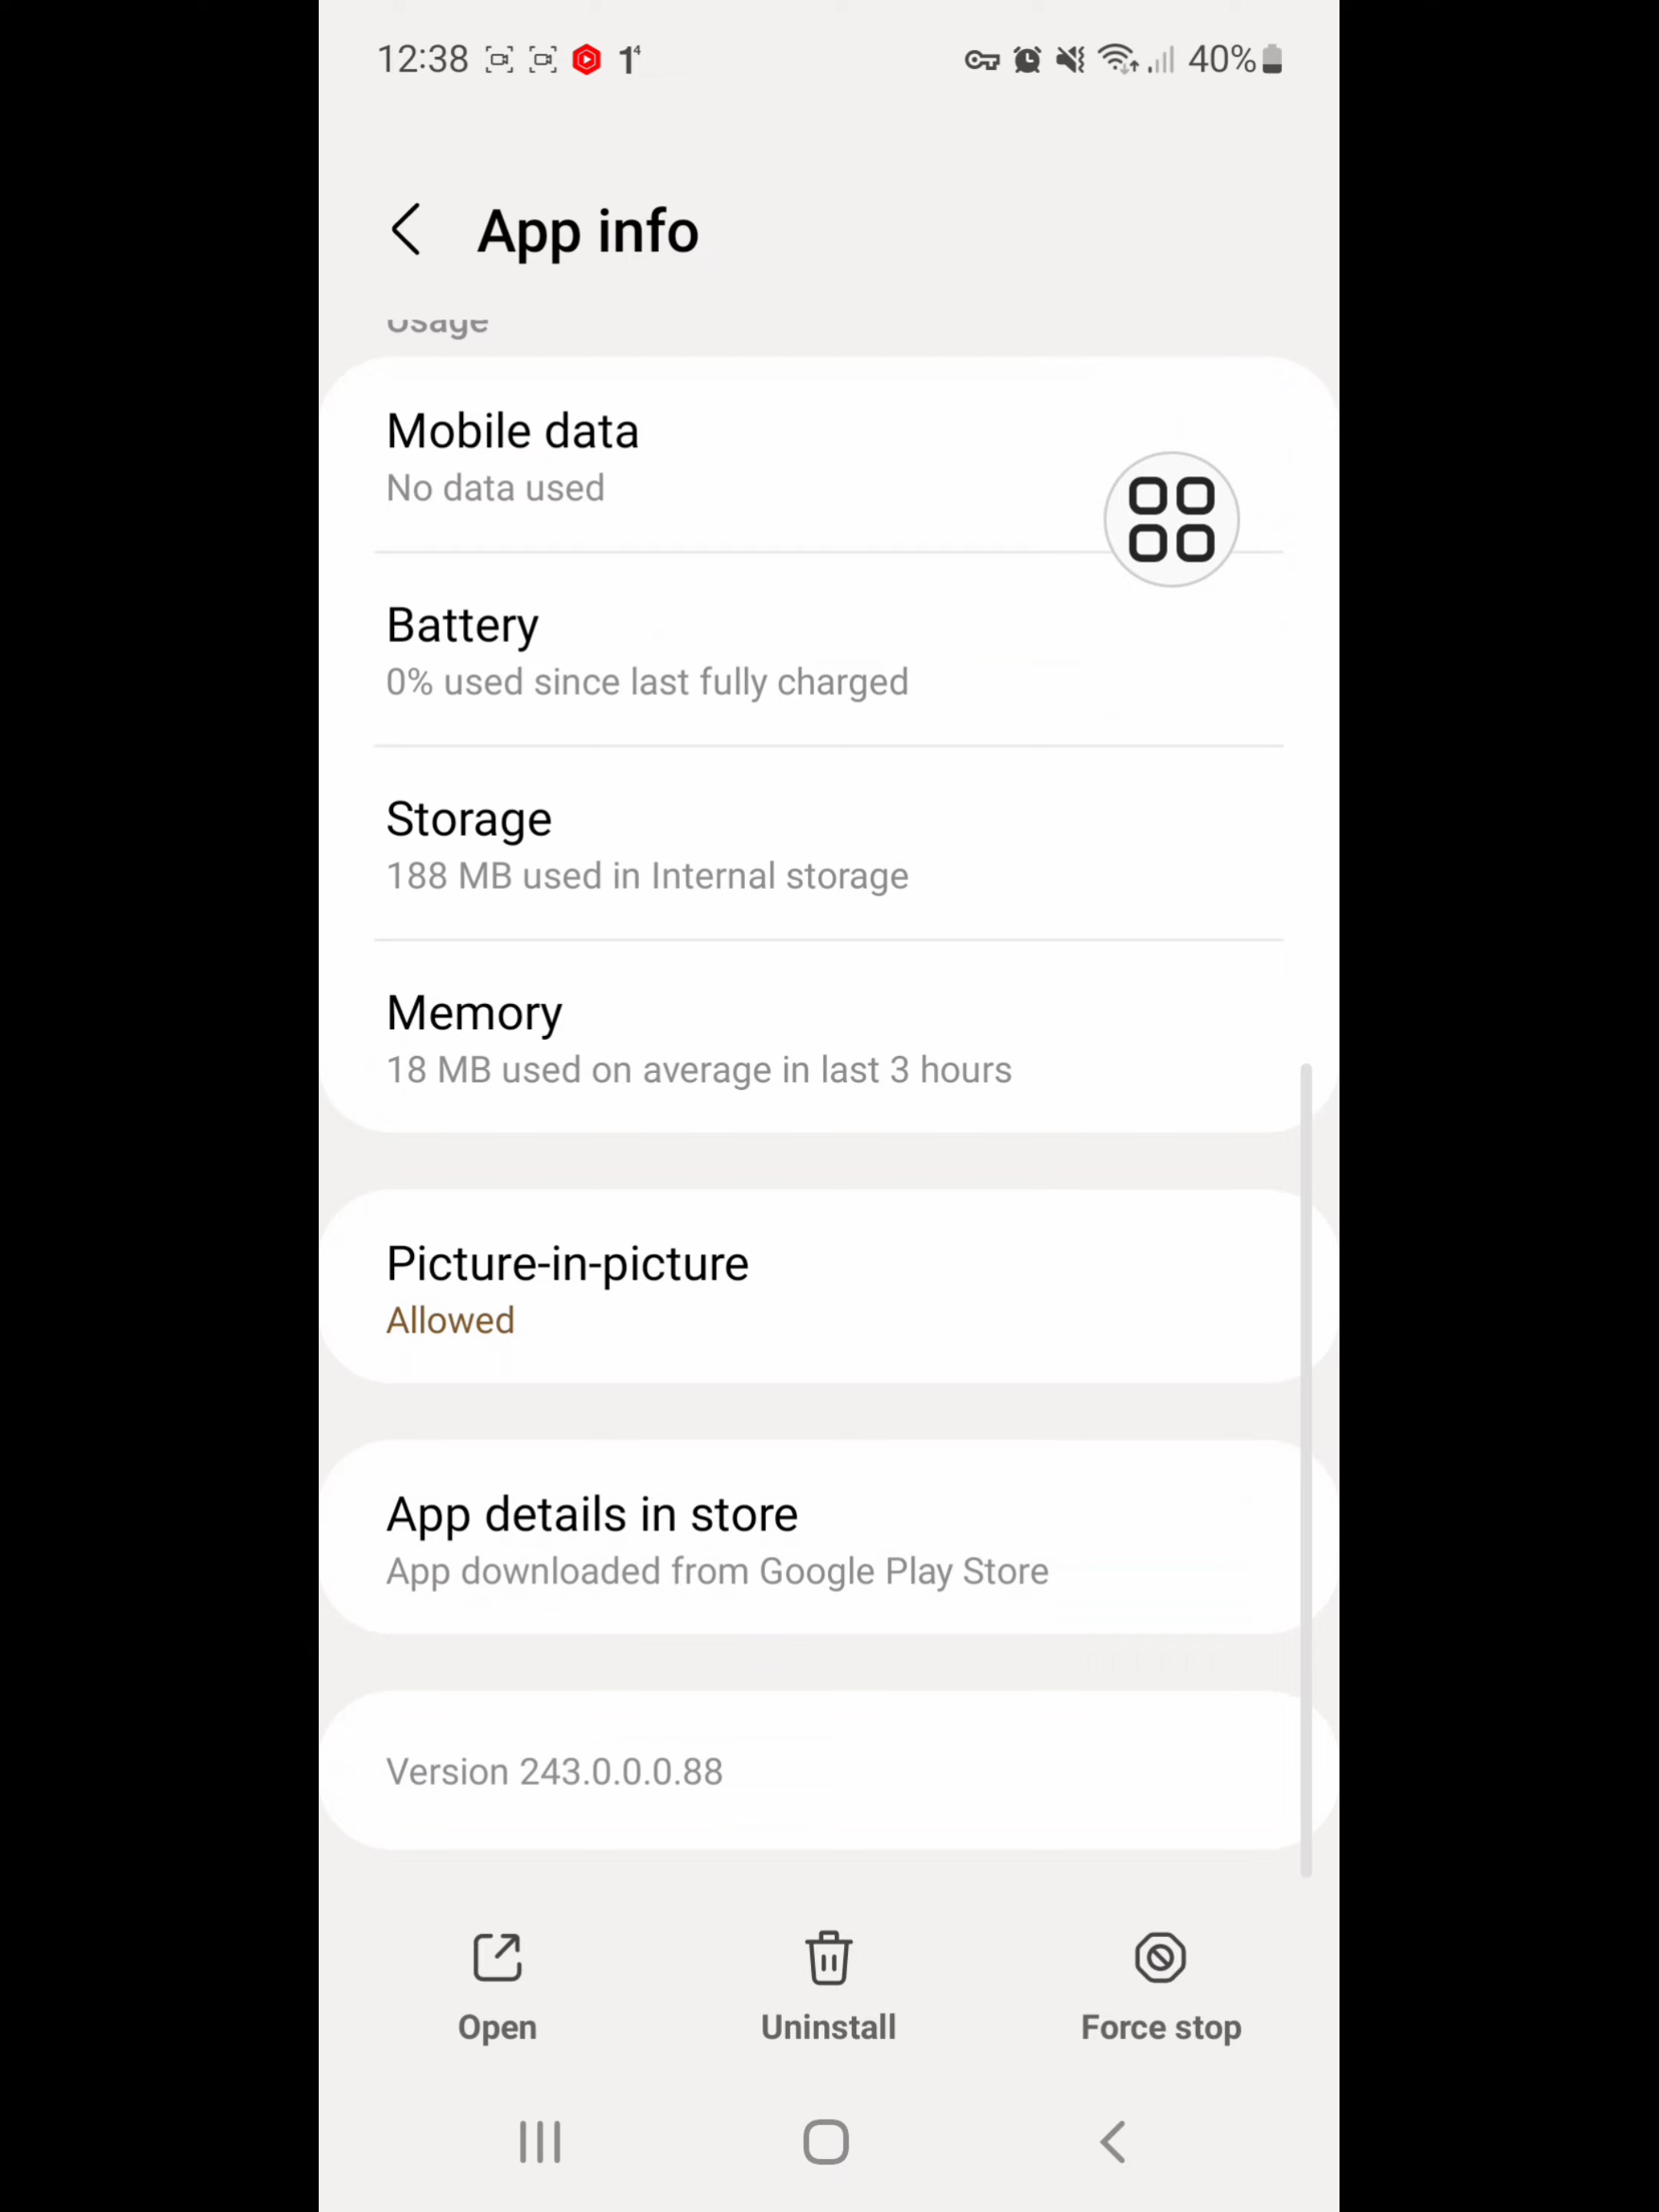 12:38
14
40%
App info
Usage
Mobile data
No data used
Battery
0% used since last fully charged
Storage
188 MB used in Internal storage
Memory
18 MB used on average in last 3 hours
Picture-in-picture
Allowed
App details in store
App downloaded from Google Play Store
Version 243.0.0.0.88
Open
Uninstall
Force stop